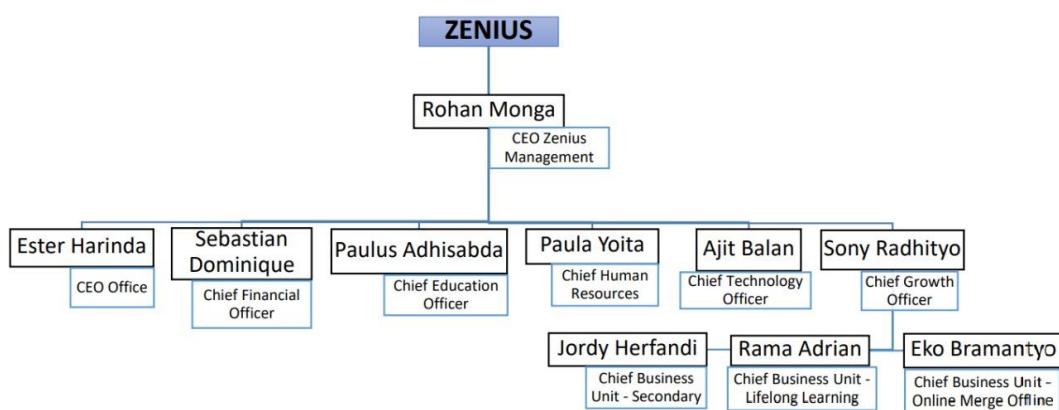 ZENIUS
Rohan Monga
CEO Zenius
Management
Ester Harinda
CEO Office
Sebastian
Dominique
Chief Financial
Officer
Paulus Adhisabda
Chief Education
Officer
Paula Yoita
Chief Human
Resources
Ajit Balan
Chief Technology
Officer
Sony Radhityo
Chief Growth
Officer
Jordy Herfandi
Chief Business
Unit - Secondary
Rama Adrian
Chief Business Unit -
Lifelong Learning
Eko Bramantyo
Chief Business Unit -
Online Merge Offline